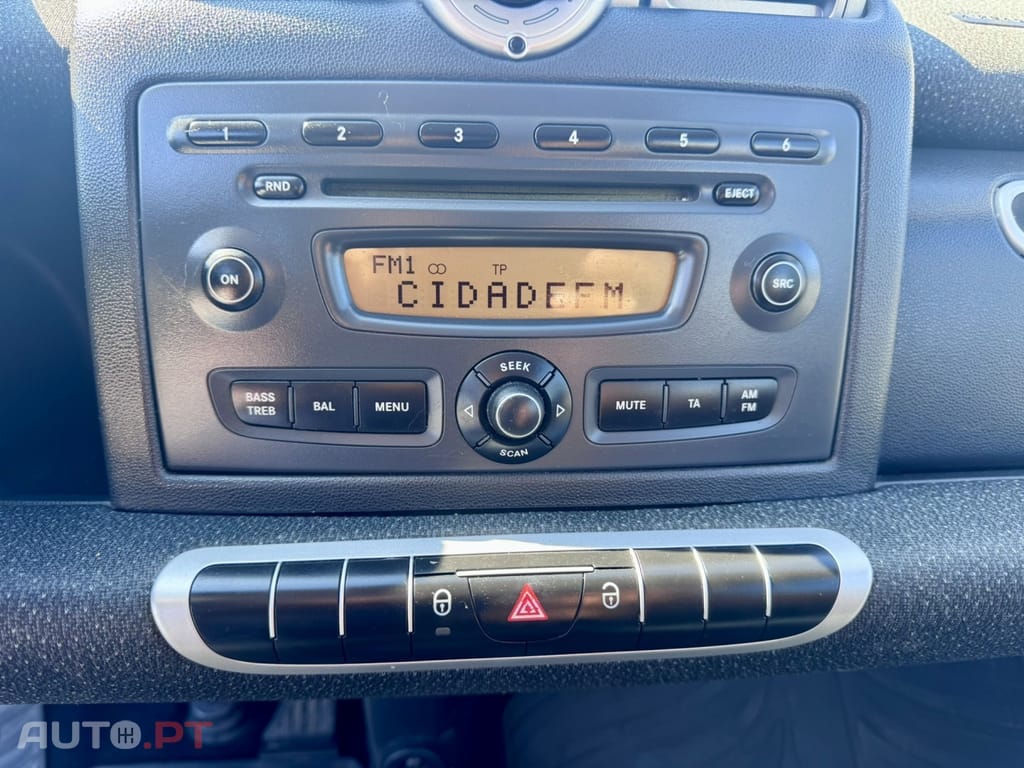 1 2 3 4 5 6
RND EJECT
FM1 TP
ON CIDADEFM SRC
SEEK
BASS TREB BAL MENU MUTE TA AM FM
SCAN
AUTO.PT